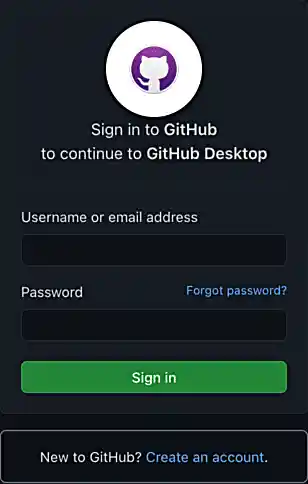 Sign in to GitHub
to continue to GitHub Desktop
Username or email address
Password
Forgot password?
Sign in
New to GitHub? Create an account.